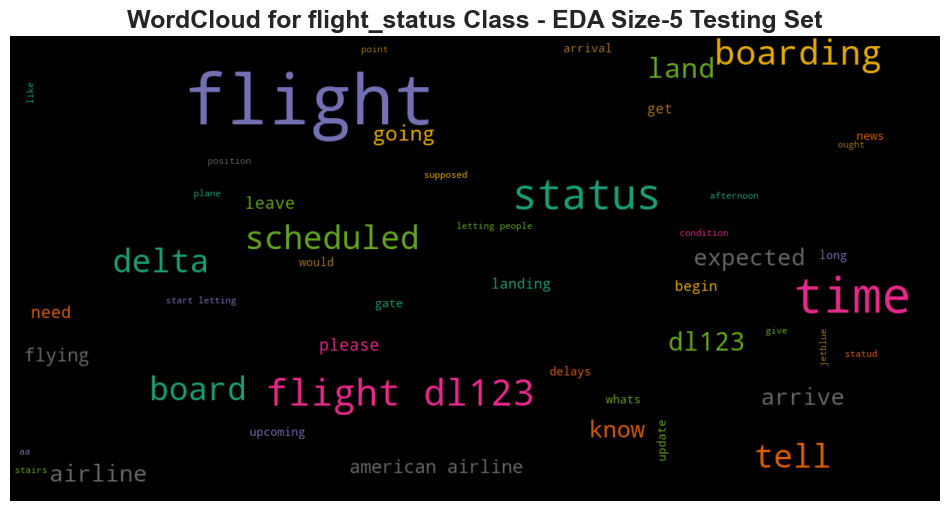 WordCloud for flight_status Class - EDA Size-5 Testing Set
point
arrival
boarding
land
flight
like
get
going
news
ought
position
supposed
plane
status
afternoon
leave
letting people
scheduled
condition
delta
would
expected
long
landing
begin
time
start letting
gate
need
give
please
dl123
jetblue
flying
statud
delays
board
flight dl123
whats
arrive
upcoming
know
update
aa
tell
stairs
airline
american airline